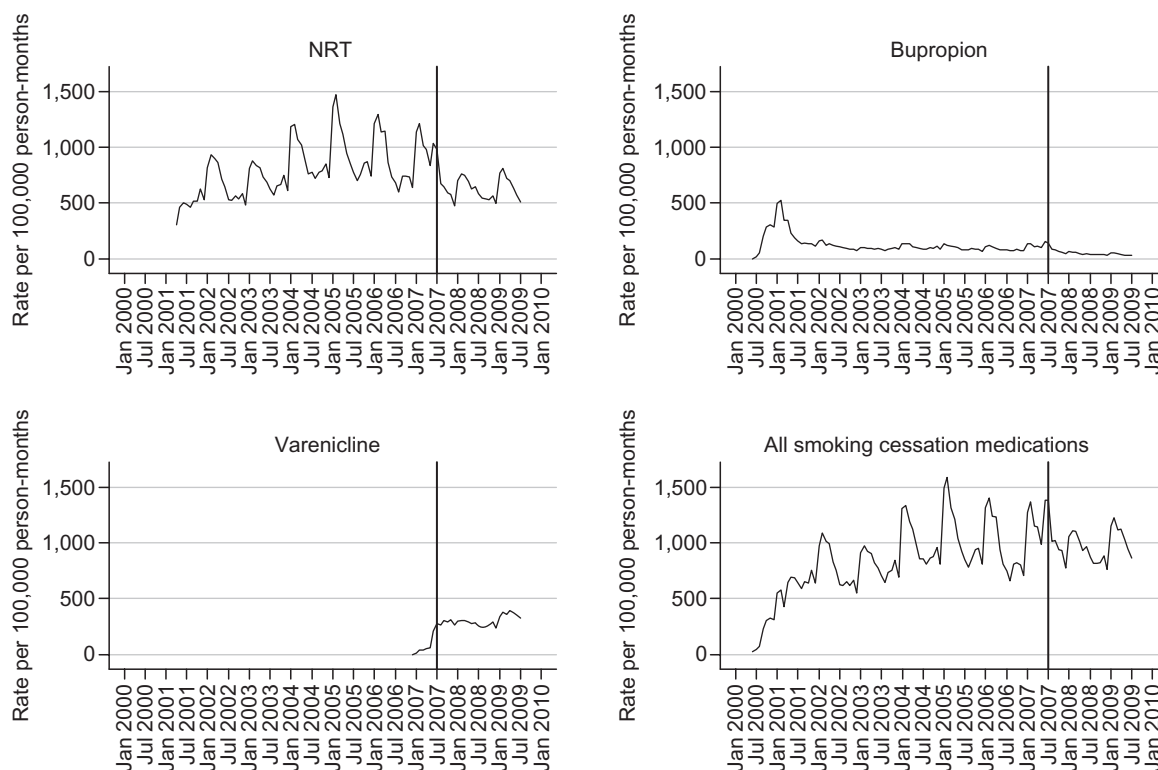 NRT
Rate per 100,000 person-months
1,500
1,000
500
0
Jan 2000
Jul 2000
Jan 2001
Jul 2001
Jan 2002
Jul 2002
Jan 2003
Jul 2003
Jan 2004
Jul 2004
Jan 2005
Jul 2005
Jan 2006
Jul 2006
Jan 2007
Jul 2007
Jan 2008
Jul 2008
Jan 2009
Jul 2009
Jan 2010
Bupropion
Rate per 100,000 person-months
1,500
1,000
500
0
Jan 2000
Jul 2000
Jan 2001
Jul 2001
Jan 2002
Jul 2002
Jan 2003
Jul 2003
Jan 2004
Jul 2004
Jan 2005
Jul 2005
Jan 2006
Jul 2006
Jan 2007
Jul 2007
Jan 2008
Jul 2008
Jan 2009
Jul 2009
Jan 2010
Varenicline
Rate per 100,000 person-months
1,500
1,000
500
0
Jan 2000
Jul 2000
Jan 2001
Jul 2001
Jan 2002
Jul 2002
Jan 2003
Jul 2003
Jan 2004
Jul 2004
Jan 2005
Jul 2005
Jan 2006
Jul 2006
Jan 2007
Jul 2007
Jan 2008
Jul 2008
Jan 2009
Jul 2009
Jan 2010
All smoking cessation medications
Rate per 100,000 person-months
1,500
1,000
500
0
Jan 2000
Jul 2000
Jan 2001
Jul 2001
Jan 2002
Jul 2002
Jan 2003
Jul 2003
Jan 2004
Jul 2004
Jan 2005
Jul 2005
Jan 2006
Jul 2006
Jan 2007
Jul 2007
Jan 2008
Jul 2008
Jan 2009
Jul 2009
Jan 2010